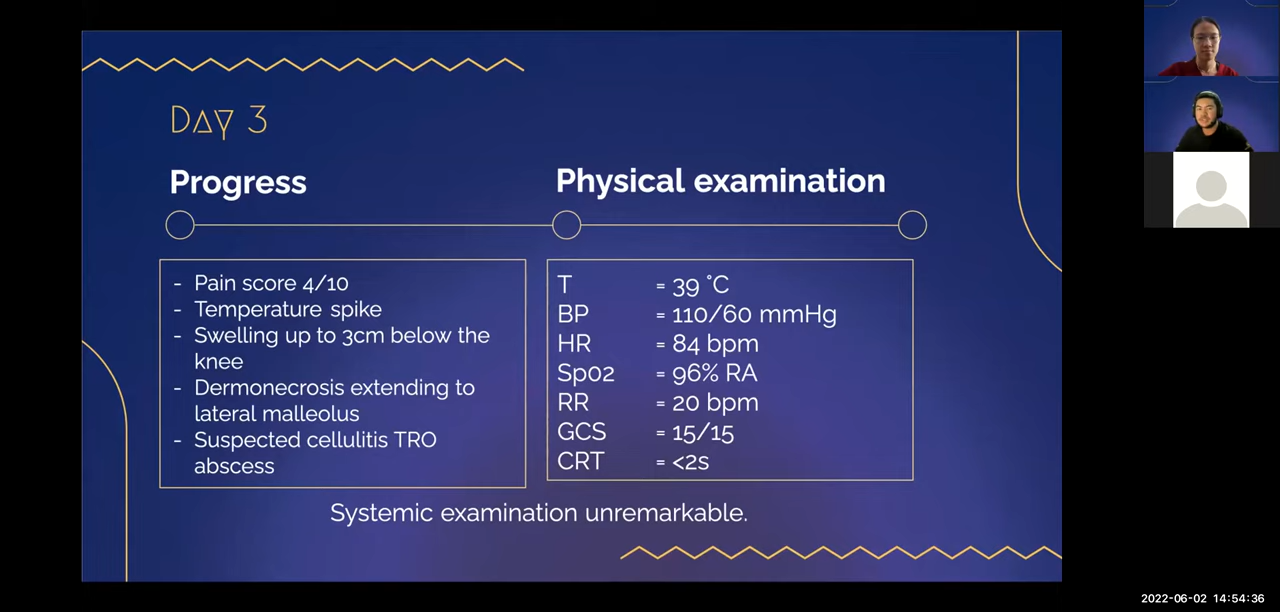 Day 3
Progress
Physical examination
- Pain score 4/10
- Temperature spike
- Swelling up to 3cm below the
knee
- Dermonecrosis extending to
lateral malleolus
- Suspected cellulitis TRO
abscess
T = 39 °C
BP = 110/60 mmHg
HR = 84 bpm
Sp02 = 96% RA
RR = 20 bpm
GCS = 15/15
CRT = <2s
Systemic examination unremarkable.
2022-06-02 14:54:36